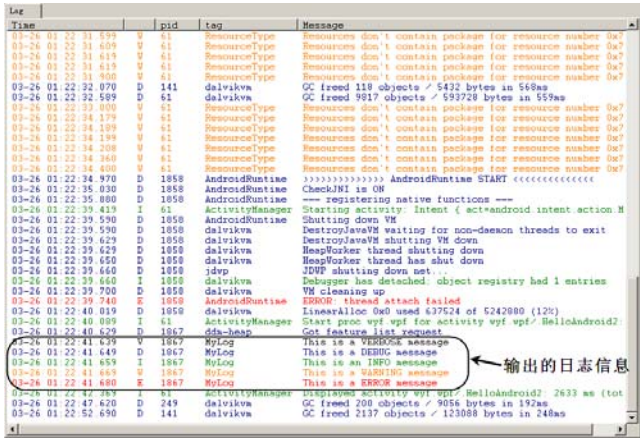 Log
Time pid tag Message
03-26 01:22:31.599 W 61 ResourceType Resources don't contain package for resource number 0x7
03-26 01:22:31.609 W 61 ResourceType Resources don't contain package for resource number 0x7
03-26 01:22:31.619 W 61 ResourceType Resources don't contain package for resource number 0x7
03-26 01:22:31.619 W 61 ResourceType Resources don't contain package for resource number 0x7
03-26 01:22:31.900 W 61 ResourceType Resources don't contain package for resource number 0x7
03-26 01:22:32.070 D 141 dalvikvm GC freed 118 objects / 5432 bytes in 568ms
03-26 01:22:32.589 D 61 dalvikvm GC freed 9817 objects / 593728 bytes in 559ms
03-26 01:22:33.000 W 61 ResourceType Resources don't contain package for resource number 0x7
03-26 01:22:34.179 W 61 ResourceType Resources don't contain package for resource number 0x7
03-26 01:22:34.189 W 61 ResourceType Resources don't contain package for resource number 0x7
03-26 01:22:34.199 W 61 ResourceType Resources don't contain package for resource number 0x7
03-26 01:22:34.208 W 61 ResourceType Resources don't contain package for resource number 0x7
03-26 01:22:34.360 W 61 ResourceType Resources don't contain package for resource number 0x7
03-26 01:22:34.400 W 61 ResourceType Resources don't contain package for resource number 0x7
03-26 01:22:34.970 D 1858 AndroidRuntime >>>>>>>>>>>>>> AndroidRuntime START <<<<<<<<<<<<<<
03-26 01:22:35.030 D 1858 AndroidRuntime CheckJNI is ON
03-26 01:22:35.880 D 1858 AndroidRuntime --- registering native functions ---
03-26 01:22:39.419 I 61 ActivityManager Starting activity: Intent { act=android.intent.action.M
03-26 01:22:39.590 D 1858 AndroidRuntime Shutting down VM
03-26 01:22:39.590 D 1858 dalvikvm DestroyJavaVM waiting for non-daemon threads to exit
03-26 01:22:39.629 D 1858 dalvikvm DestroyJavaVM shutting VM down
03-26 01:22:39.629 D 1858 dalvikvm HeapWorker thread shutting down
03-26 01:22:39.650 D 1858 dalvikvm HeapWorker thread has shut down
03-26 01:22:39.660 D 1858 jdwp JDWP shutting down net...
03-26 01:22:39.660 I 1858 dalvikvm Debugger has detached; object registry had 1 entries
03-26 01:22:39.700 D 1858 dalvikvm VM cleaning up
03-26 01:22:39.740 E 1858 AndroidRuntime ERROR: thread attach failed
03-26 01:22:40.019 D 1858 dalvikvm LinearAlloc 0x0 used 637524 of 5242880 (12%)
03-26 01:22:40.089 I 61 ActivityManager Start proc wyf.wpf for activity wyf.wpf/.HelloAndroid2:
03-26 01:22:40.629 D 1867 ddm-heap Got feature list request
03-26 01:22:41.639 V 1867 MyLog This is a VERBOSE message
03-26 01:22:41.649 D 1867 MyLog This is a DEBUG message
03-26 01:22:41.659 I 1867 MyLog This is an INFO message
03-26 01:22:41.669 W 1867 MyLog This is a WARNING message
03-26 01:22:41.680 E 1867 MyLog This is a ERROR message
输出的日志信息
03-26 01:22:42.369 I 61 ActivityManager Displayed activity wyf.wpf/.HelloAndroid2: 2633 ms (tot
03-26 01:22:47.620 D 249 dalvikvm GC freed 200 objects / 9056 bytes in 192ms
03-26 01:22:52.690 D 141 dalvikvm GC freed 2137 objects / 123088 bytes in 248ms